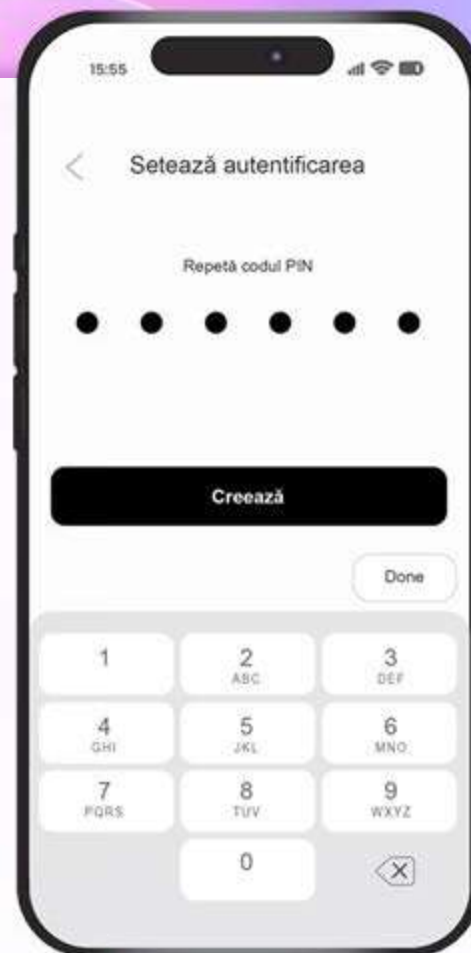 15:55
Setează autentificarea
Repetă codul PIN
Creează
Done
1
2
ABC
3
DEF
4
GHI
5
JKL
6
MNO
7
PQRS
8
TUV
9
WXYZ
0